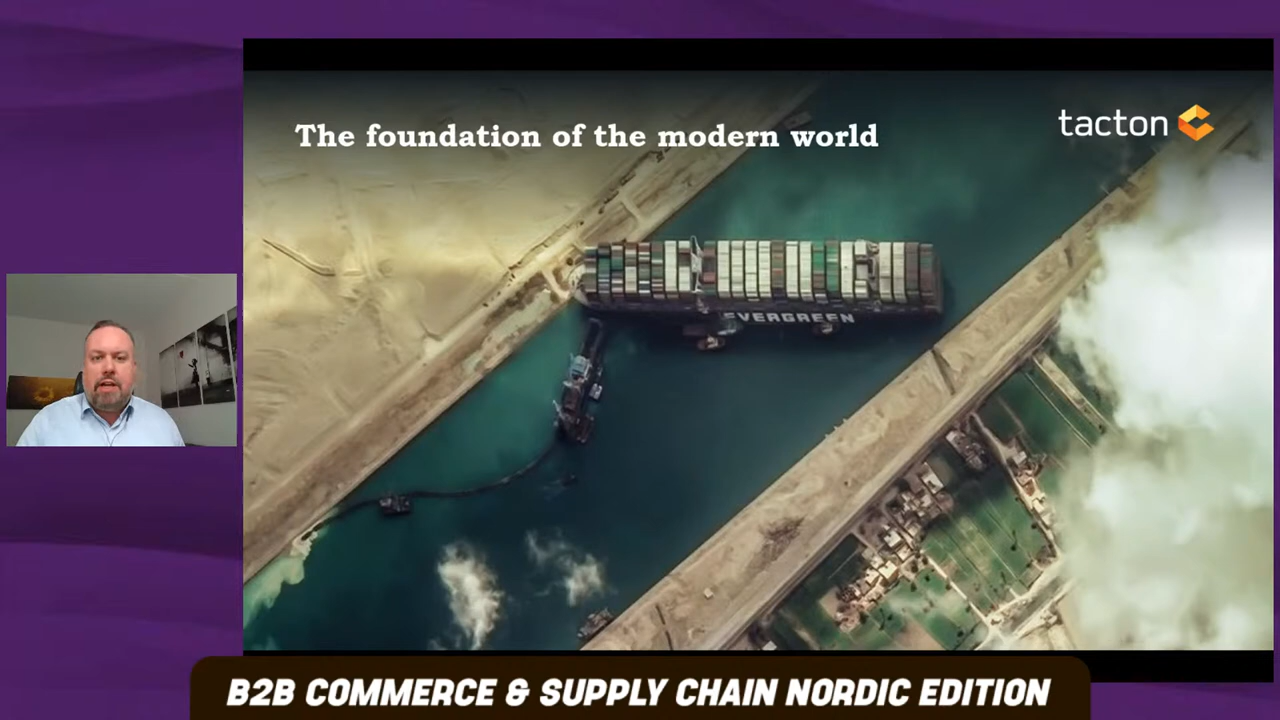 The foundation of the modern world
tacton
EVERGREEN
B2B COMMERCE & SUPPLY CHAIN NORDIC EDITION